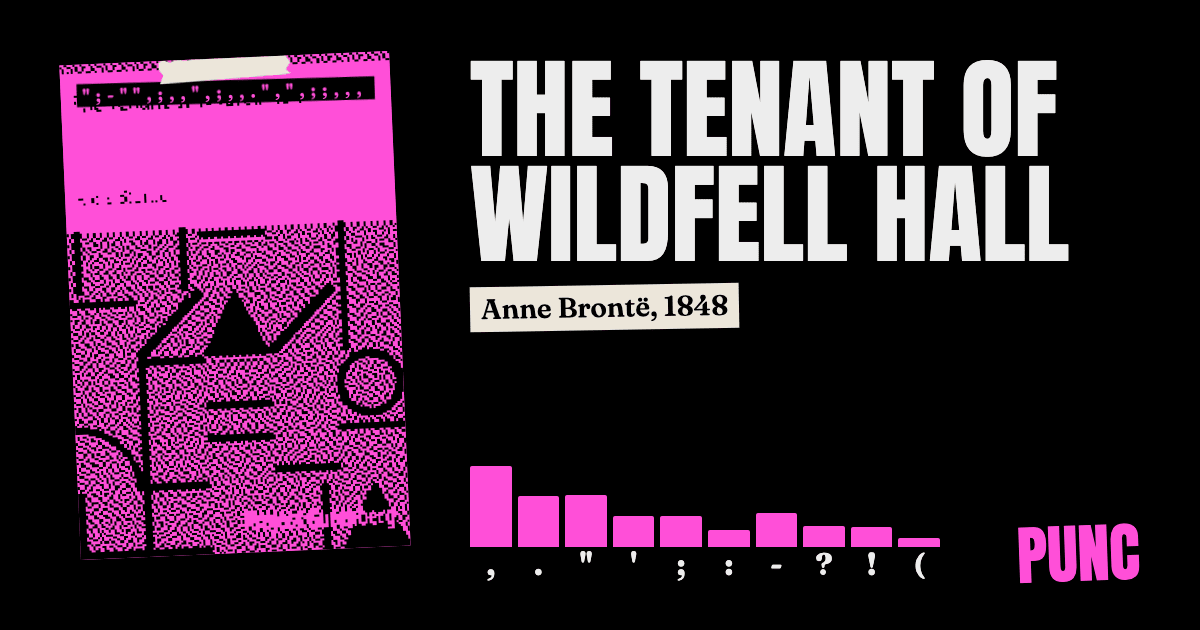 THE TENANT OF
WILDFELL HALL
Anne Brontë, 1848
, . " ' ; : - ? ! (
PUNC